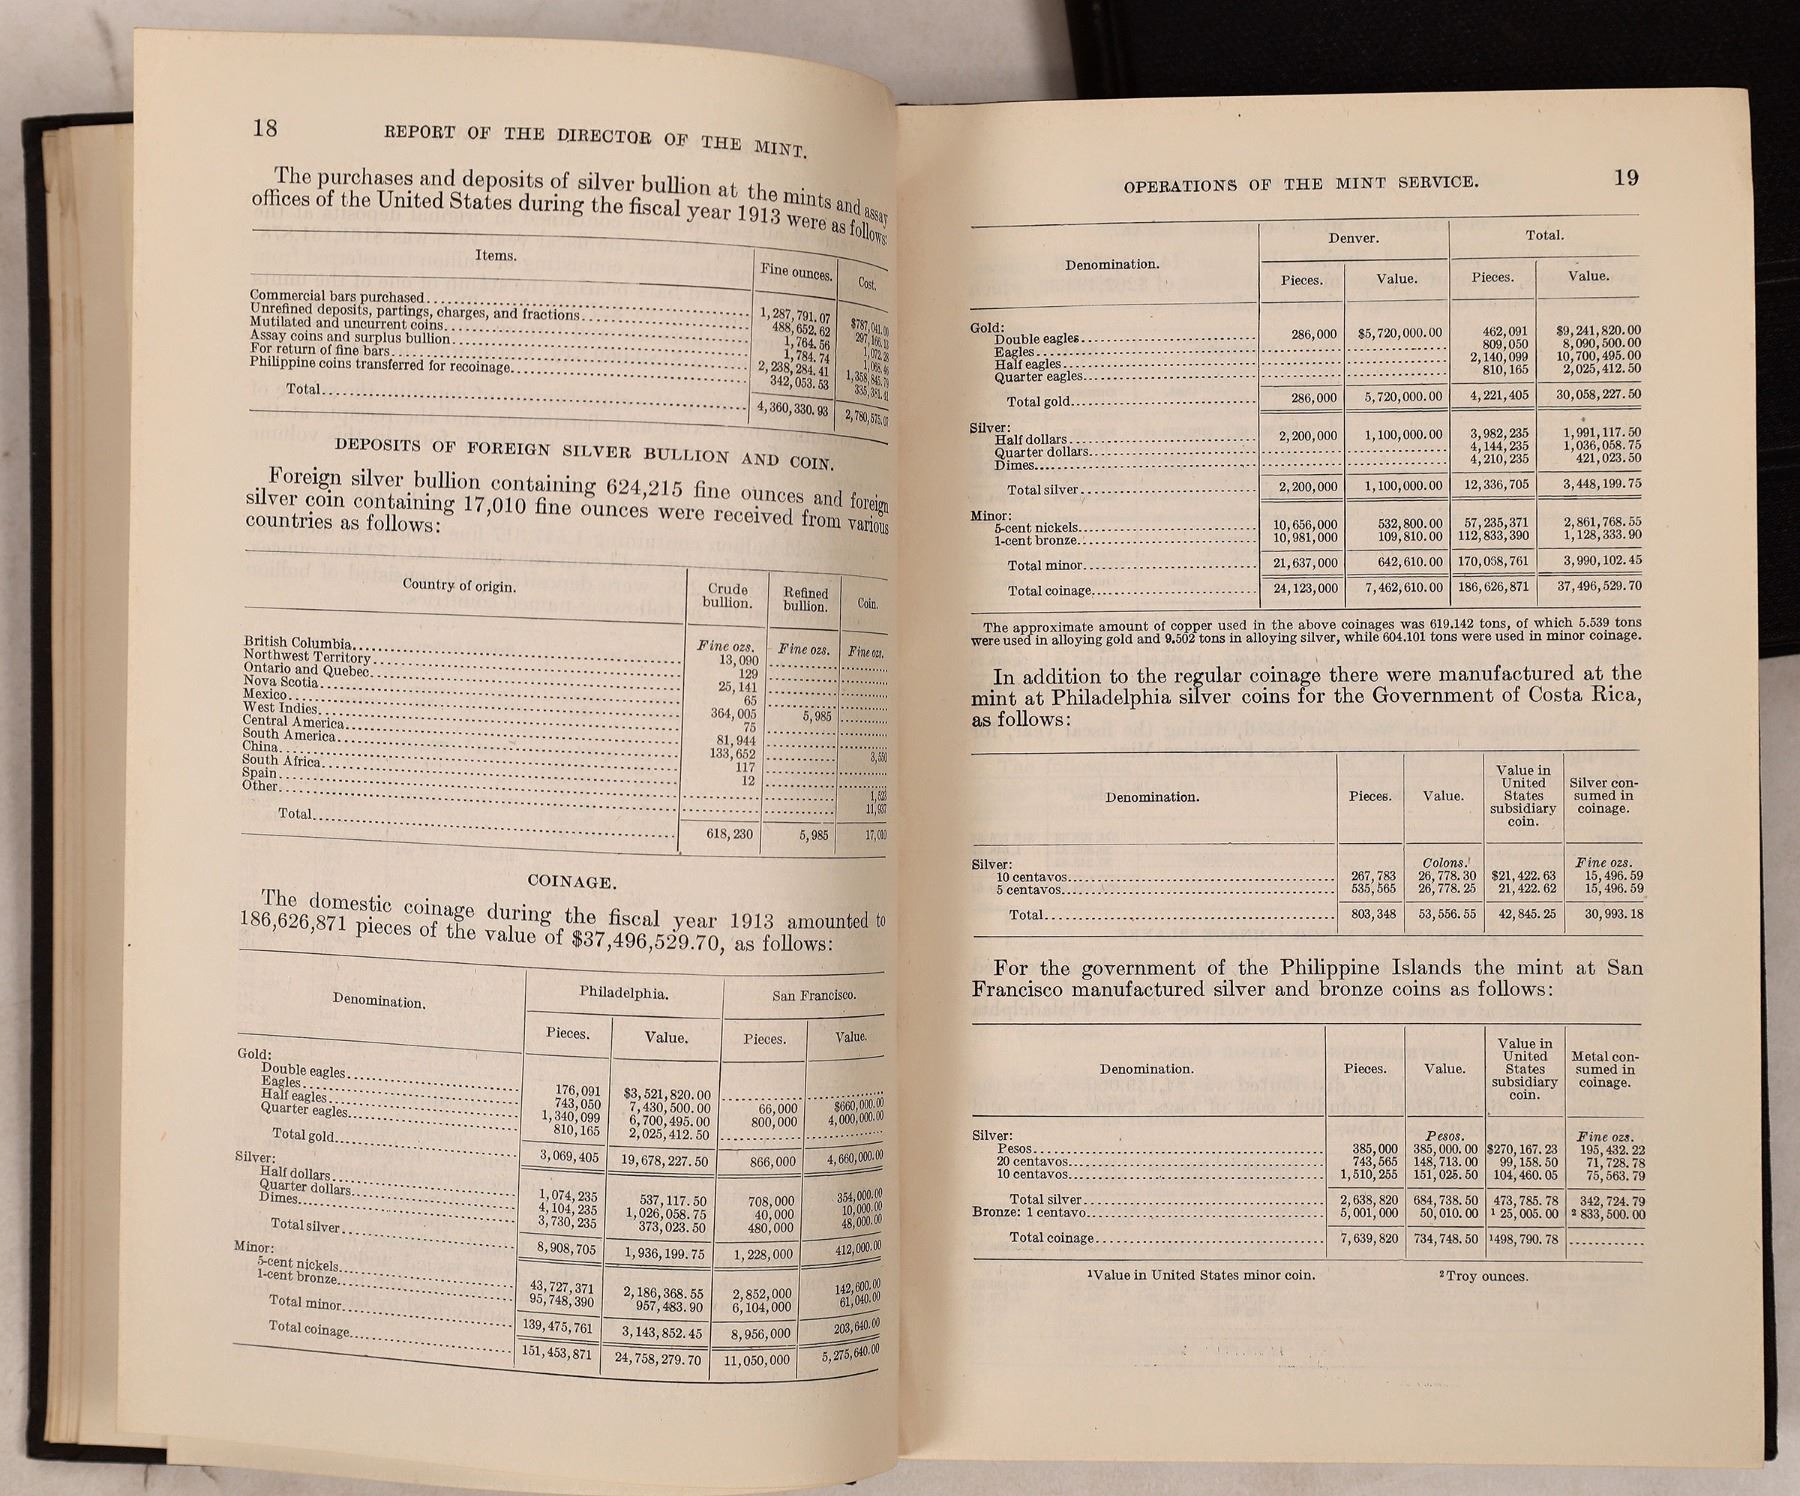 18 REPORT OF THE DIRECTOR OF THE MINT.
The purchases and deposits of silver bullion at the mints and assay
offices of the United States during the fiscal year 1913 were as follows:
Items. Fine ounces. Cost.
Commercial bars purchased 1,287,791.07 $787,041.00
Unrefined deposits, partings, charges, and fractions 488,652.62 297,166.13
Mutilated and uncurrent coins 1,764.56 1,072.28
Assay coins and surplus bullion 1,784.74 1,068.46
For return of fine bars 2,238,284.41 1,358,845.79
Philippine coins transferred for recoinage 342,053.53 335,381.41
Total 4,360,330.93 2,780,575.07
DEPOSITS OF FOREIGN SILVER BULLION AND COIN.
Foreign silver bullion containing 624,215 fine ounces and foreign
silver coin containing 17,010 fine ounces were received from various
countries as follows:
Country of origin. Crude bullion. Refined bullion. Coin.
Fine ozs. Fine ozs. Fine ozs.
British Columbia 13,090
Northwest Territory 129
Ontario and Quebec 25,141
Nova Scotia 65
Mexico 364,005 5,985
West Indies 75
Central America 81,944
South America 133,652 3,550
China 117
South Africa 12
Spain 1,523
Other 11,937
Total 618,230 5,985 17,010
COINAGE.
The domestic coinage during the fiscal year 1913 amounted to
186,626,871 pieces of the value of $37,496,529.70, as follows:
Denomination. Philadelphia. San Francisco.
Pieces. Value. Pieces. Value.
Gold:
Double eagles 176,091 $3,521,820.00
Eagles 743,050 7,430,500.00 66,000 $660,000.00
Half eagles 1,340,099 6,700,495.00 800,000 4,000,000.00
Quarter eagles 810,165 2,025,412.50
Total gold 3,069,405 19,678,227.50 866,000 4,660,000.00
Silver:
Half dollars 1,074,235 537,117.50 708,000 354,000.00
Quarter dollars 4,104,235 1,026,058.75 40,000 10,000.00
Dimes 3,730,235 373,023.50 480,000 48,000.00
Total silver 8,908,705 1,936,199.75 1,228,000 412,000.00
Minor:
5-cent nickels 43,727,371 2,186,368.55 2,852,000 142,600.00
1-cent bronze 95,748,390 957,483.90 6,104,000 61,040.00
Total minor 139,475,761 3,143,852.45 8,956,000 203,640.00
Total coinage 151,453,871 24,758,279.70 11,050,000 5,275,640.00
OPERATIONS OF THE MINT SERVICE. 19
Denomination. Denver. Total.
Pieces. Value. Pieces. Value.
Gold:
Double eagles 286,000 $5,720,000.00 462,091 $9,241,820.00
Eagles 809,050 8,090,500.00
Half eagles 2,140,099 10,700,495.00
Quarter eagles 810,165 2,025,412.50
Total gold 286,000 5,720,000.00 4,221,405 30,058,227.50
Silver:
Half dollars 2,200,000 1,100,000.00 3,982,235 1,991,117.50
Quarter dollars 4,144,235 1,036,058.75
Dimes 4,210,235 421,023.50
Total silver 2,200,000 1,100,000.00 12,336,705 3,448,199.75
Minor:
5-cent nickels 10,656,000 532,800.00 57,235,371 2,861,768.55
1-cent bronze 10,981,000 109,810.00 112,833,390 1,128,333.90
Total minor 21,637,000 642,610.00 170,068,761 3,990,102.45
Total coinage 24,123,000 7,462,610.00 186,626,871 37,496,529.70
The approximate amount of copper used in the above coinages was 619.142 tons, of which 5.539 tons
were used in alloying gold and 9.502 tons in alloying silver, while 604.101 tons were used in minor coinage.
In addition to the regular coinage there were manufactured at the
mint at Philadelphia silver coins for the Government of Costa Rica,
as follows:
Denomination. Pieces. Value. Value in United States subsidiary coin. Silver consumed in coinage.
Silver: Colons. Fine ozs.
10 centavos 267,783 26,778.30 $21,422.63 15,496.59
5 centavos 535,565 26,778.25 21,422.62 15,496.59
Total 803,348 53,556.55 42,845.25 30,993.18
For the government of the Philippine Islands the mint at San
Francisco manufactured silver and bronze coins as follows:
Denomination. Pieces. Value. Value in United States subsidiary coin. Metal consumed in coinage.
Silver: Pesos. Fine ozs.
Pesos 385,000 385,000.00 $270,167.23 195,432.22
20 centavos 743,565 148,713.00 99,158.50 71,728.78
10 centavos 1,510,255 151,025.50 104,460.05 75,563.79
Total silver 2,638,820 684,738.50 473,785.78 342,724.79
Bronze: 1 centavo 5,001,000 50,010.00 ¹ 25,005.00 ² 833,500.00
Total coinage 7,639,820 734,748.50 ¹498,790.78
¹Value in United States minor coin. ²Troy ounces.